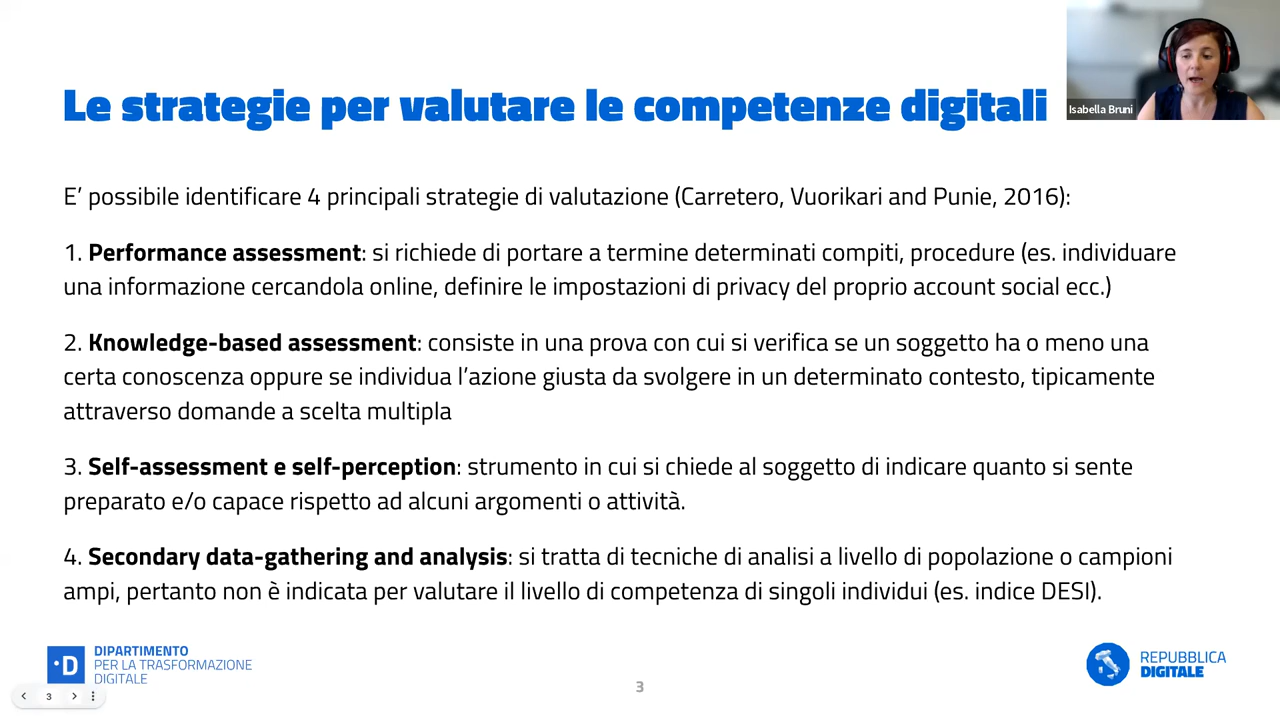 Le strategie per valutare le competenze digitali
Isabella Bruni
E’ possibile identificare 4 principali strategie di valutazione (Carretero, Vuorikari and Punie, 2016):
1. Performance assessment: si richiede di portare a termine determinati compiti, procedure (es. individuare
una informazione cercandola online, definire le impostazioni di privacy del proprio account social ecc.)
2. Knowledge-based assessment: consiste in una prova con cui si verifica se un soggetto ha o meno una
certa conoscenza oppure se individua l’azione giusta da svolgere in un determinato contesto, tipicamente
attraverso domande a scelta multipla
3. Self-assessment e self-perception: strumento in cui si chiede al soggetto di indicare quanto si sente
preparato e/o capace rispetto ad alcuni argomenti o attività.
4. Secondary data-gathering and analysis: si tratta di tecniche di analisi a livello di popolazione o campioni
ampi, pertanto non è indicata per valutare il livello di competenza di singoli individui (es. indice DESI).
D
DIPARTIMENTO
PER LA TRASFORMAZIONE
DIGITALE
3
3
REPUBBLICA
DIGITALE